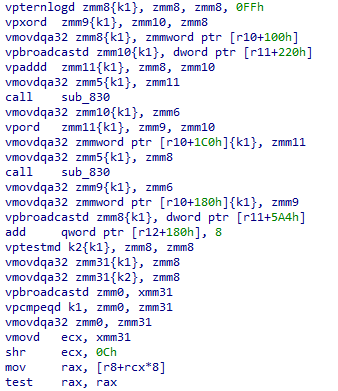 vpternlogd zmm8{k1}, zmm8, zmm8, 0FFh
vpxord zmm9{k1}, zmm10, zmm8
vmovdqa32 zmm8{k1}, zmmword ptr [r10+100h]
vpbroadcastd zmm10{k1}, dword ptr [r11+220h]
vpaddd zmm11{k1}, zmm8, zmm10
vmovdqa32 zmm5{k1}, zmm11
call sub_830
vmovdqa32 zmm10{k1}, zmm6
vpord zmm11{k1}, zmm9, zmm10
vmovdqa32 zmmword ptr [r10+1C0h]{k1}, zmm11
vmovdqa32 zmm5{k1}, zmm8
call sub_830
vmovdqa32 zmm9{k1}, zmm6
vmovdqa32 zmmword ptr [r10+180h]{k1}, zmm9
vpbroadcastd zmm8{k1}, dword ptr [r11+5A4h]
add qword ptr [r12+180h], 8
vptestmd k2{k1}, zmm8, zmm8
vmovdqa32 zmm31{k1}, zmm8
vmovdqa32 zmm31{k2}, zmm8
vpbroadcastd zmm0, xmm31
vpcmpeqd k1, zmm0, zmm31
vmovdqa32 zmm0, zmm31
vmovd ecx, xmm31
shr ecx, 0Ch
mov rax, [r8+rcx*8]
test rax, rax